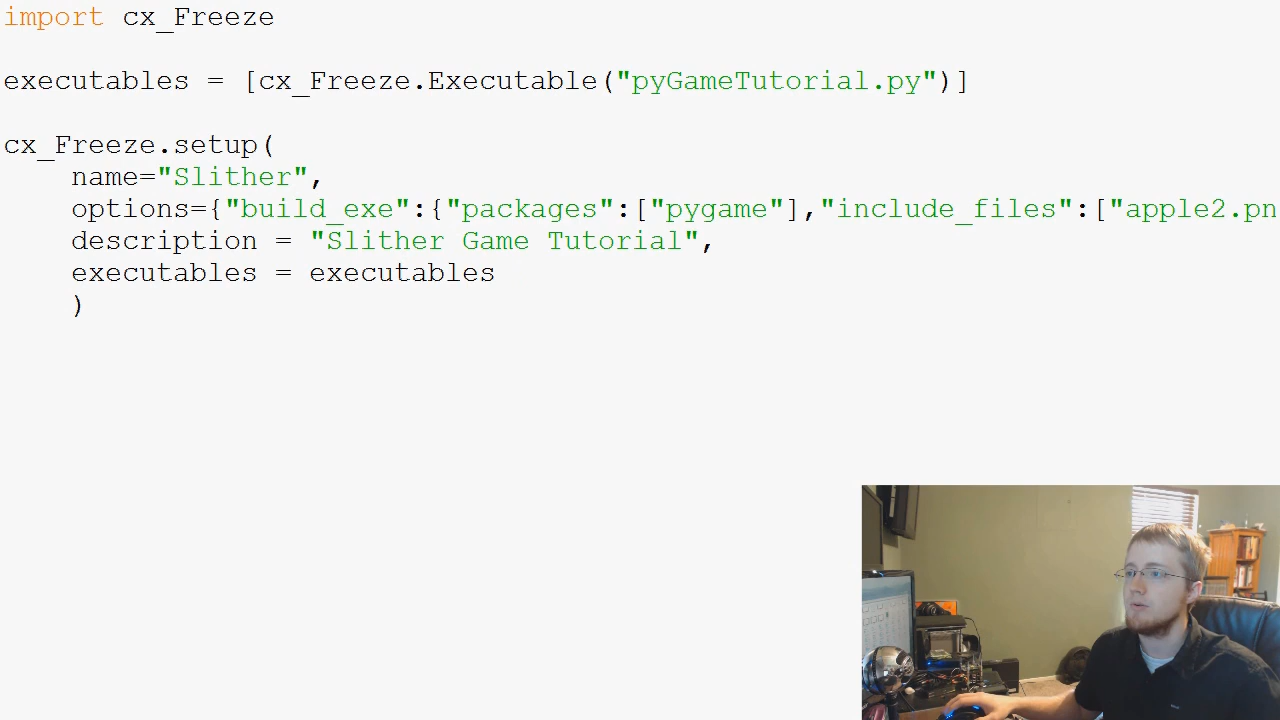 import cx_Freeze
executables = [cx_Freeze.Executable("pyGameTutorial.py")]
cx_Freeze.setup(
name="Slither",
options={"build_exe":{"packages":["pygame"],"include_files":["apple2.pn
description = "Slither Game Tutorial",
executables = executables
)